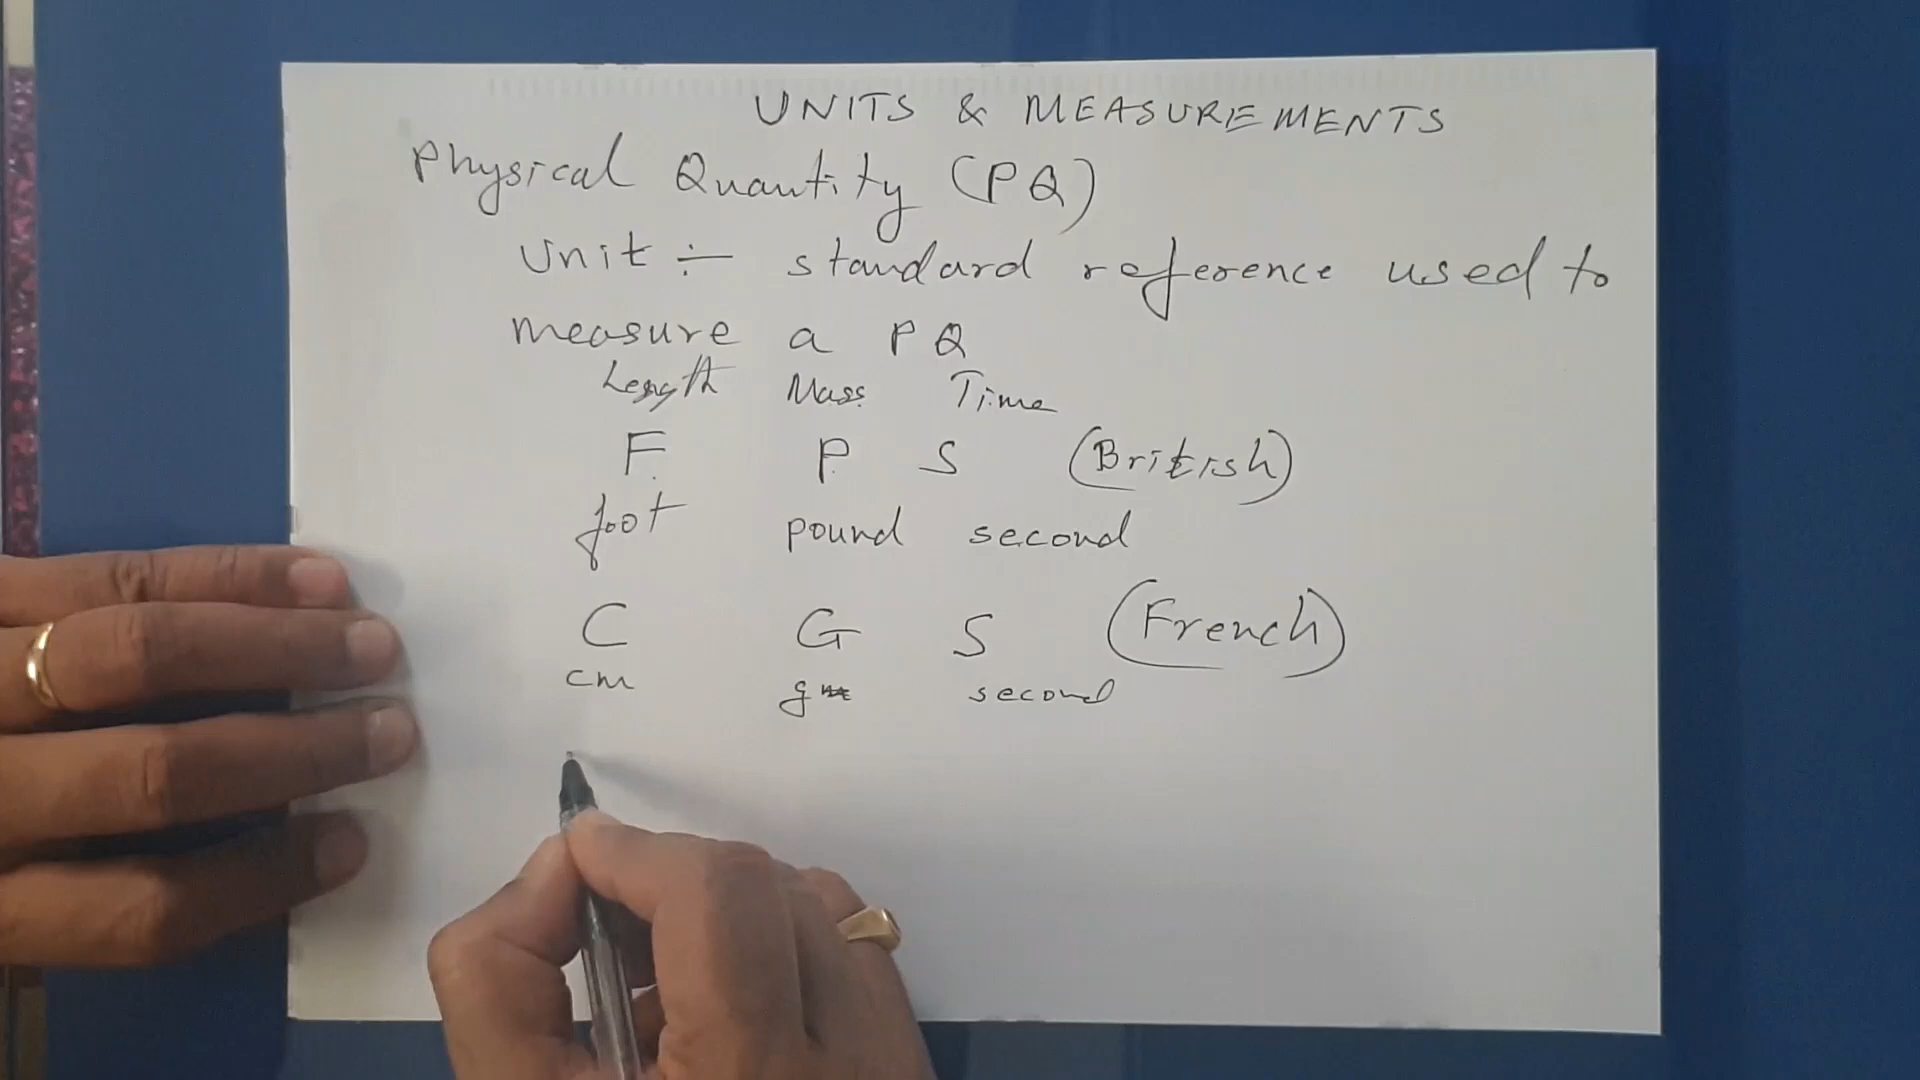 UNITS & MEASUREMENTS
Physical Quantity (PQ)
Unit ÷ standard reference used to
measure a PQ
Length Mass Time
F P S (British)
foot pound second
C G S (French)
cm g second